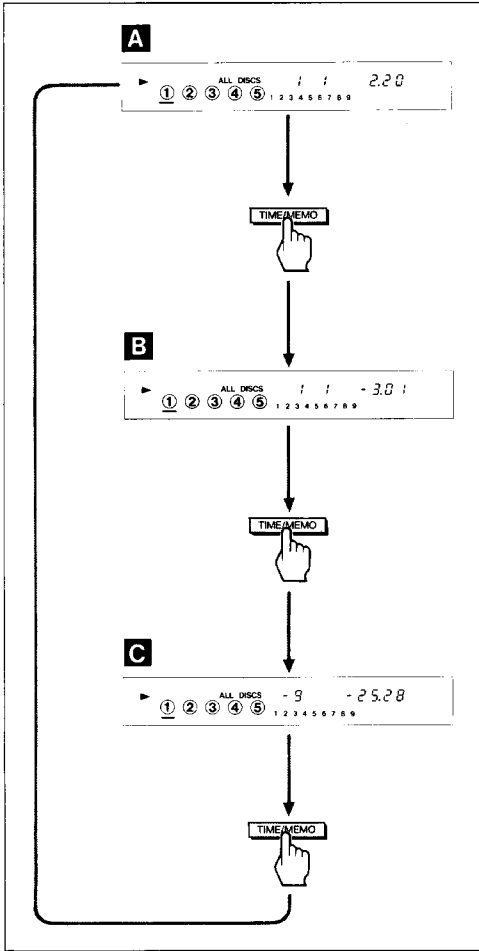 A
ALL DISCS 1 1 2.20
► ① ② ③ ④ ⑤ 1 2 3 4 5 6 7 8 9
TIME/MEMO
B
ALL DISCS 1 1 - 3.01
► ① ② ③ ④ ⑤ 1 2 3 4 5 6 7 8 9
TIME/MEMO
C
ALL DISCS - 9 - 25.28
► ① ② ③ ④ ⑤ 1 2 3 4 5 6 7 8 9
TIME/MEMO